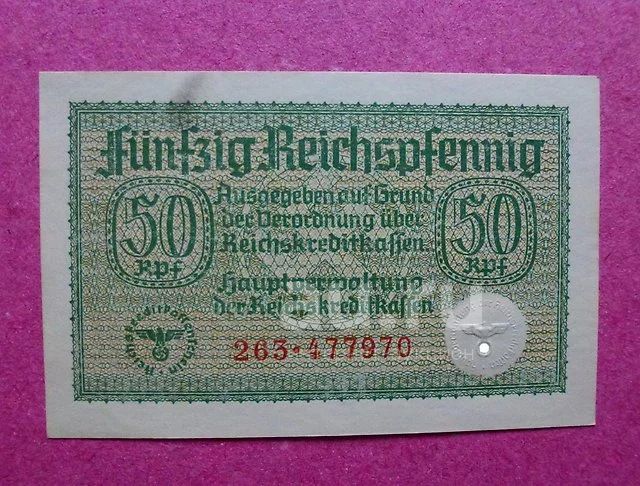 Fünfzig Reichspfennig
50
Rpf
Ausgegeben auf Grund
der Verordnung über
Reichskreditkassen.
Hauptverwaltung
der Reichskreditkassen
50
Rpf
263·477970